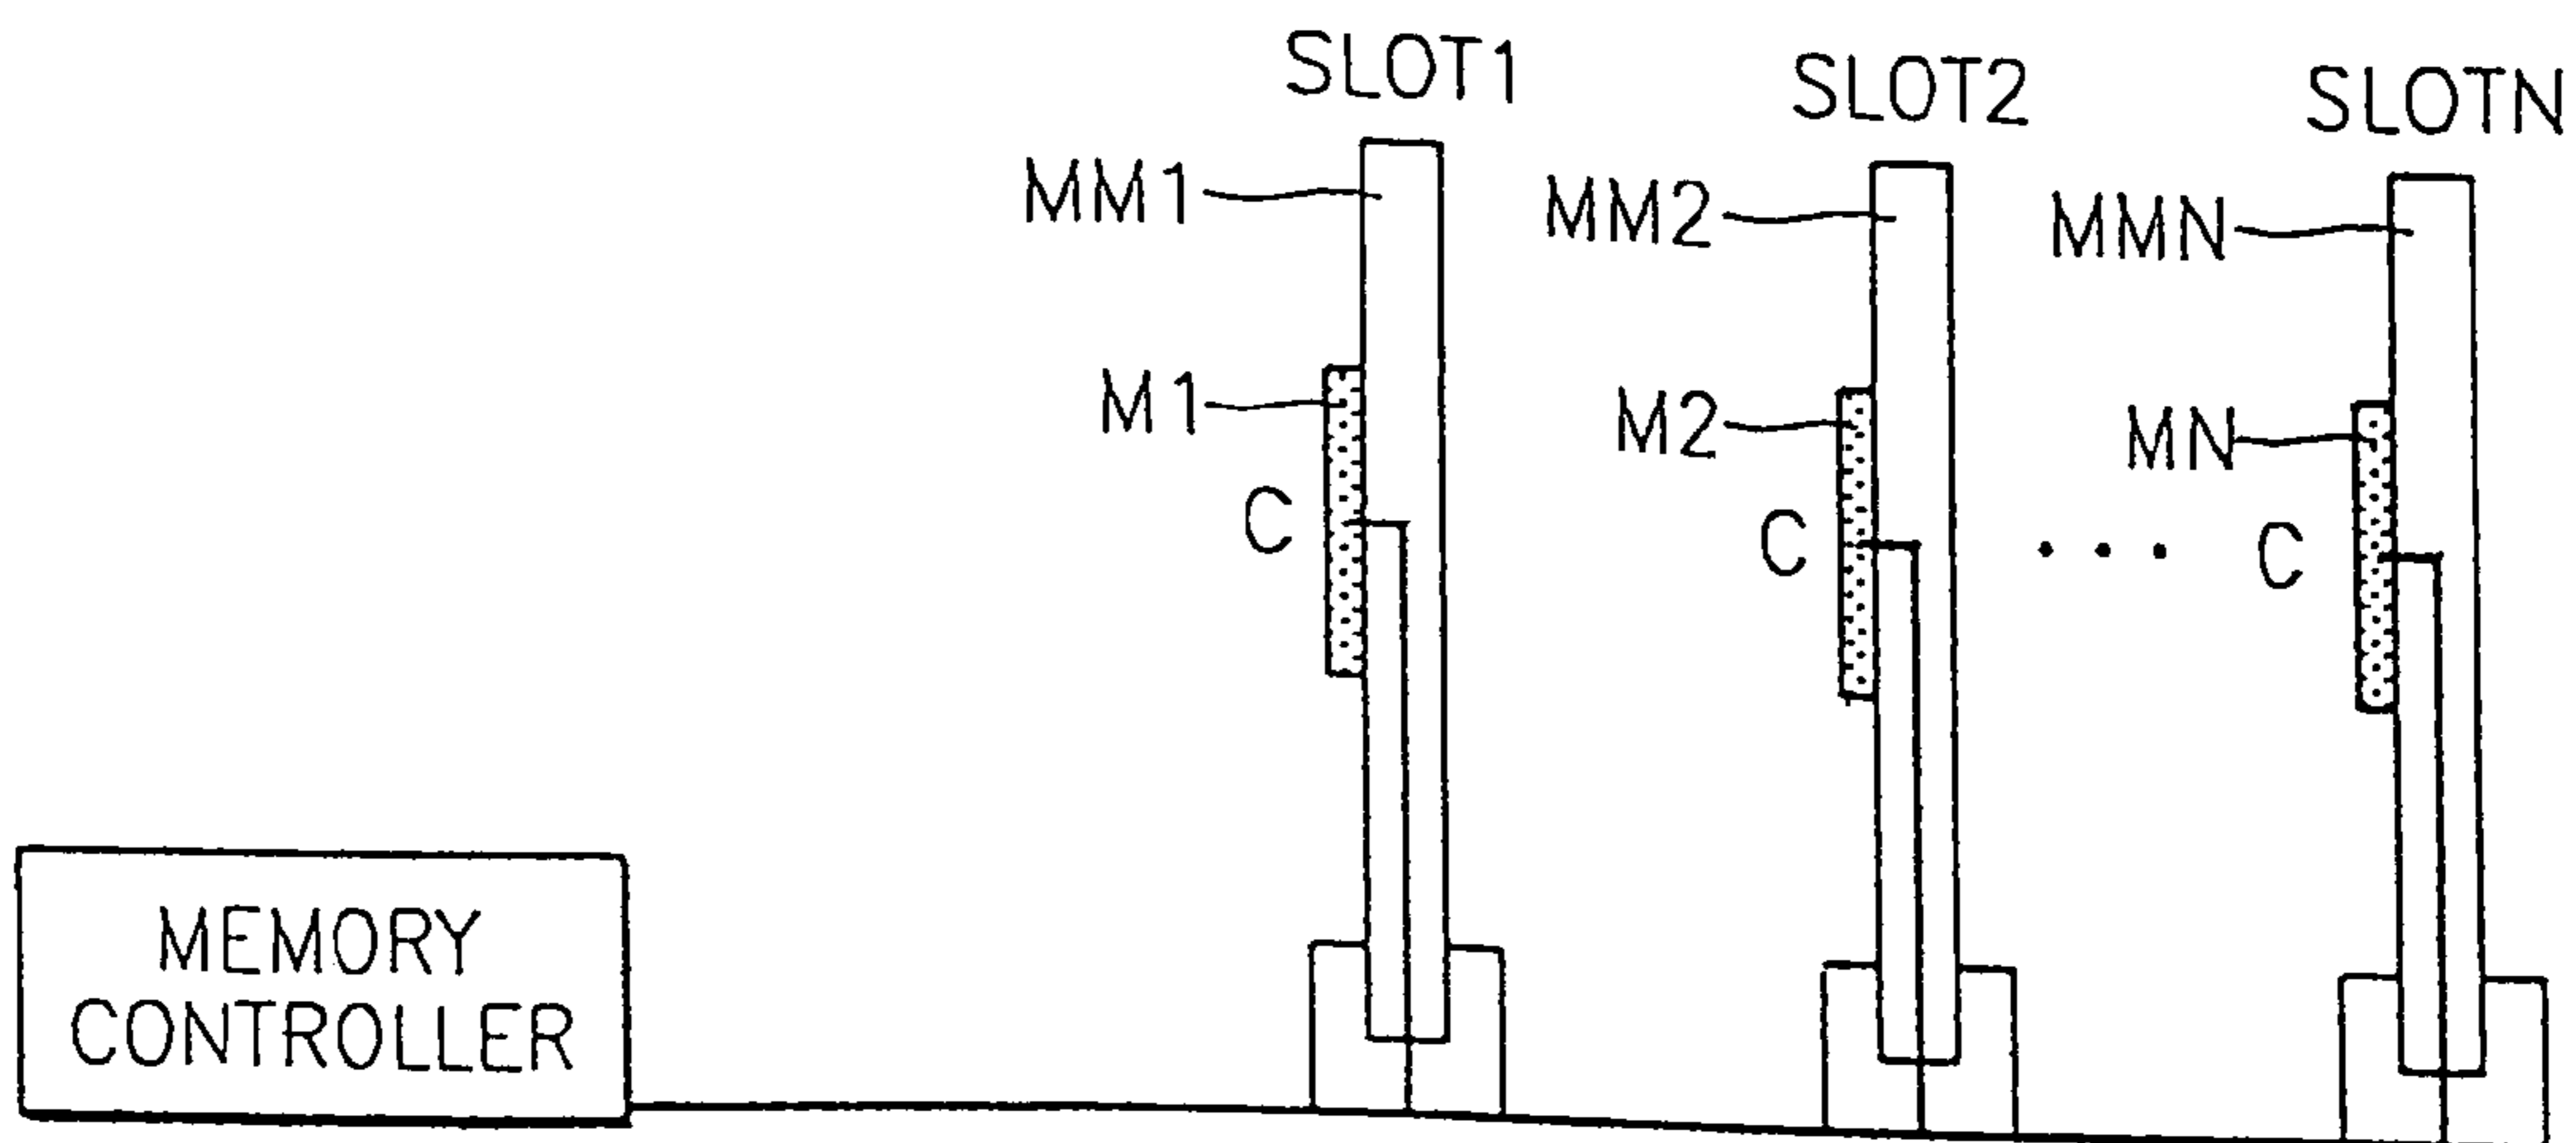 SLOT1
SLOT2
SLOTN
MM1
MM2
MMN
M1
M2
MN
C
C
. . .
C
MEMORY
CONTROLLER